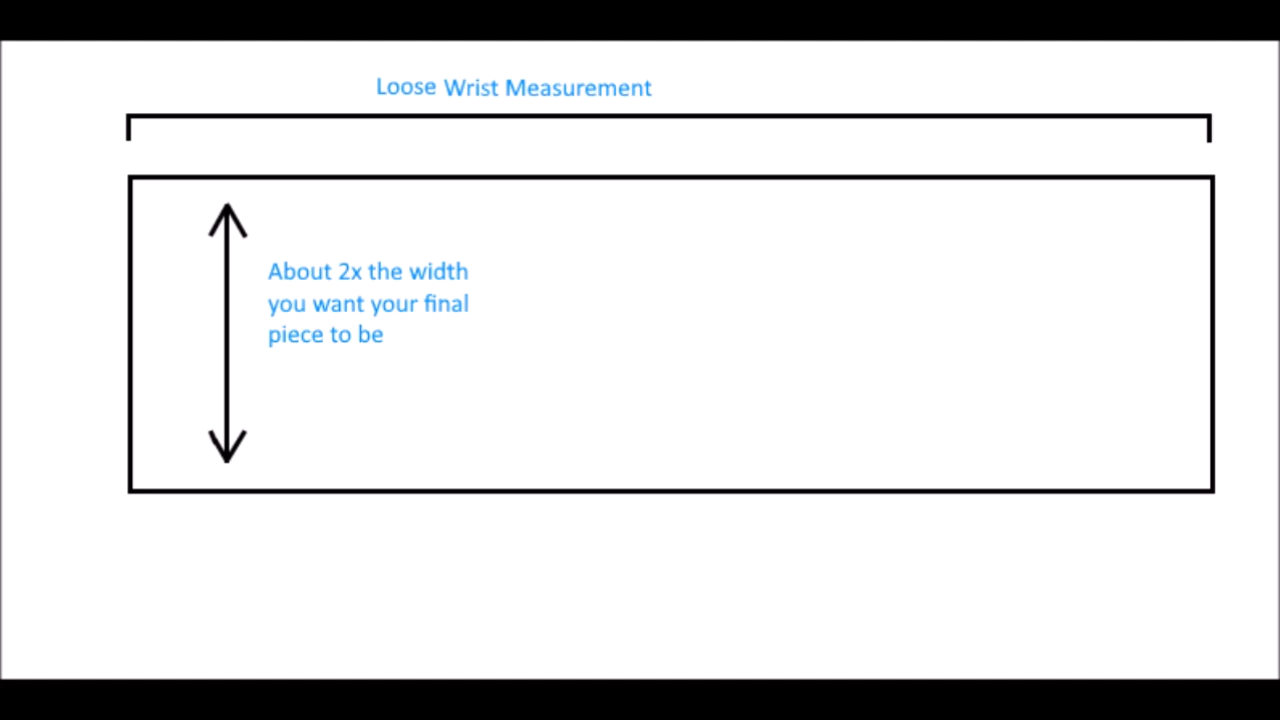 Loose Wrist Measurement
About 2x the width
you want your final
piece to be